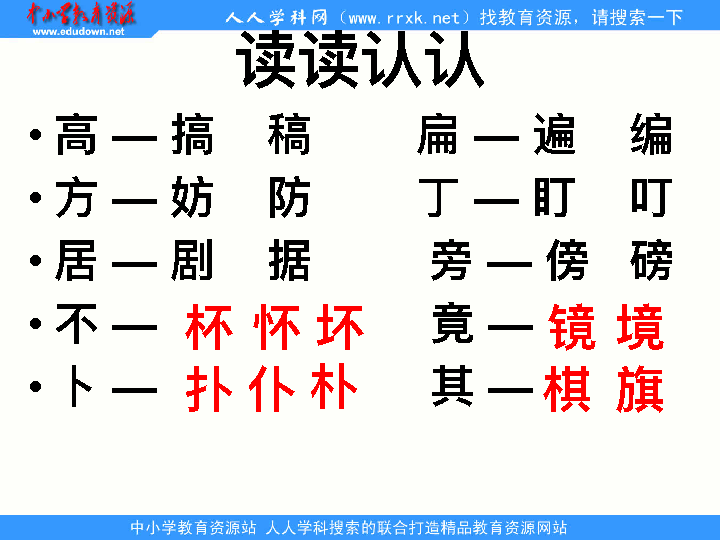 中小学教育资源
www.edudown.net
人人学科网（www.rrxk.net）找教育资源，请搜索一下
读读认认
• 高 — 搞 稿 扁 — 遍 编
• 方 — 妨 防 丁 — 盯 叮
• 居 — 剧 据 旁 — 傍 磅
• 不 — 杯 怀 坏 竟 — 镜 境
• 卜 — 扑 仆 朴 其 — 棋 旗
中小学教育资源站 人人学科搜索的联合打造精品教育资源网站